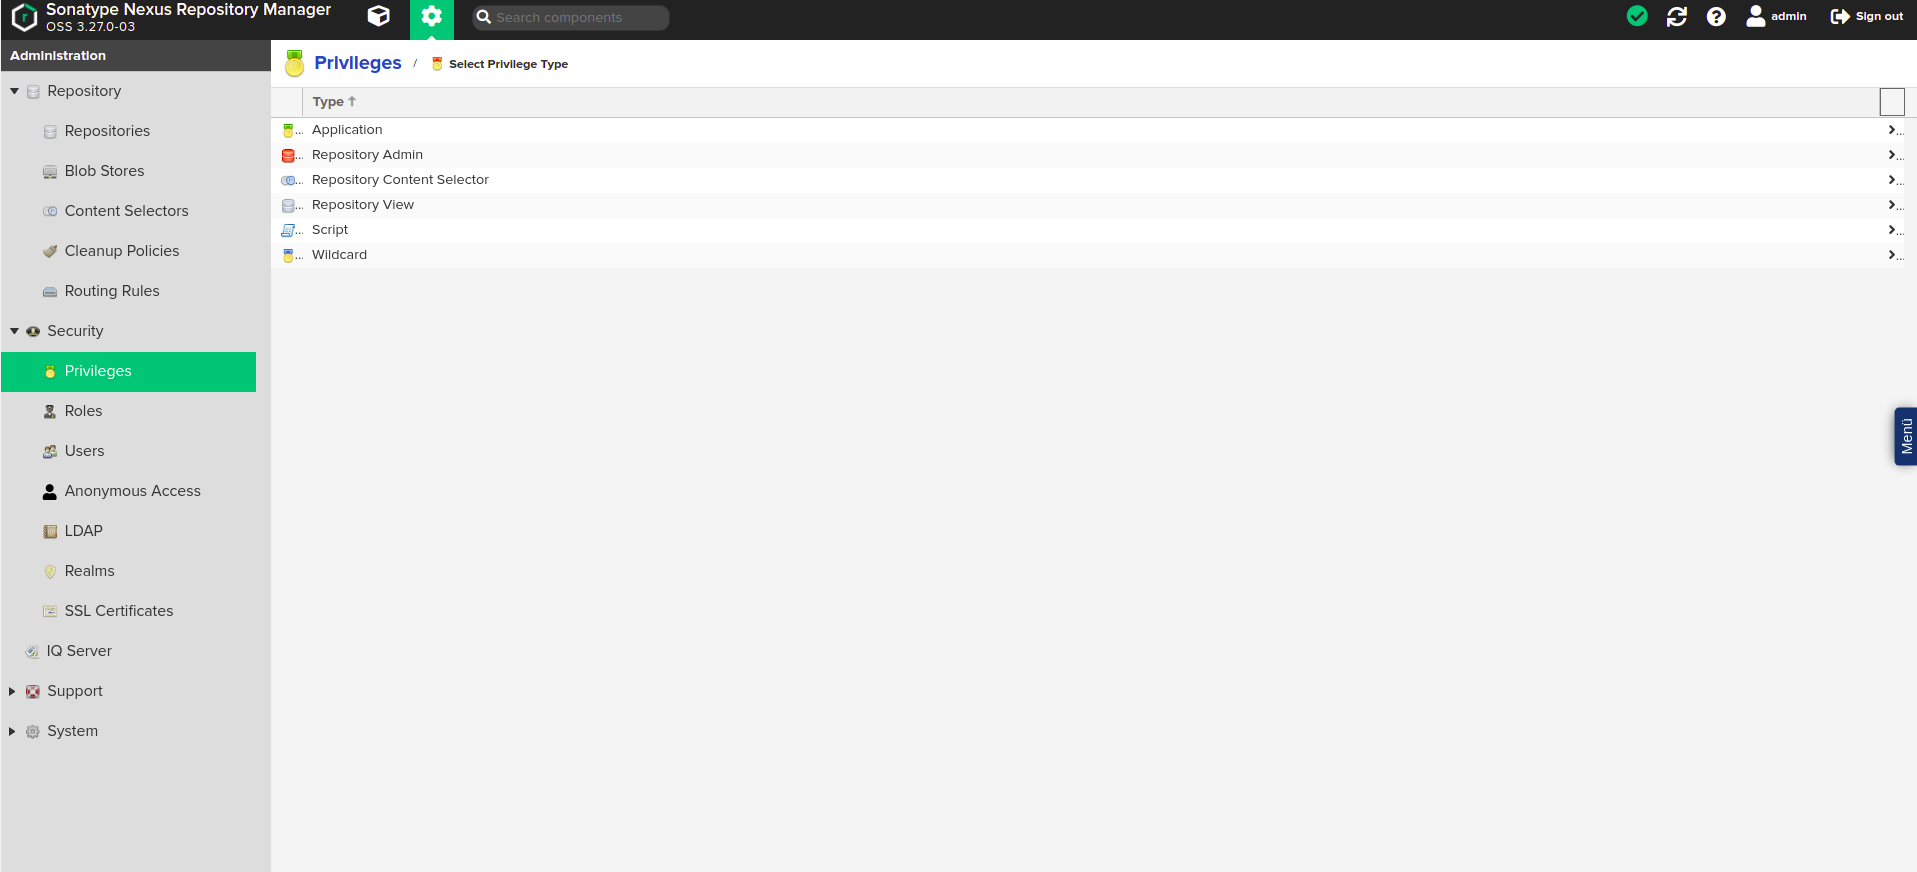 Sonatype Nexus Repository Manager
OSS 3.27.0-03
Search components
admin
Sign out
Administration
Repository
Repositories
Blob Stores
Content Selectors
Cleanup Policies
Routing Rules
Security
Privileges
Roles
Users
Anonymous Access
LDAP
Realms
SSL Certificates
IQ Server
Support
System
Privileges / Select Privilege Type
Type
... Application ...
... Repository Admin ...
... Repository Content Selector ...
... Repository View ...
... Script ...
... Wildcard ...
Menü